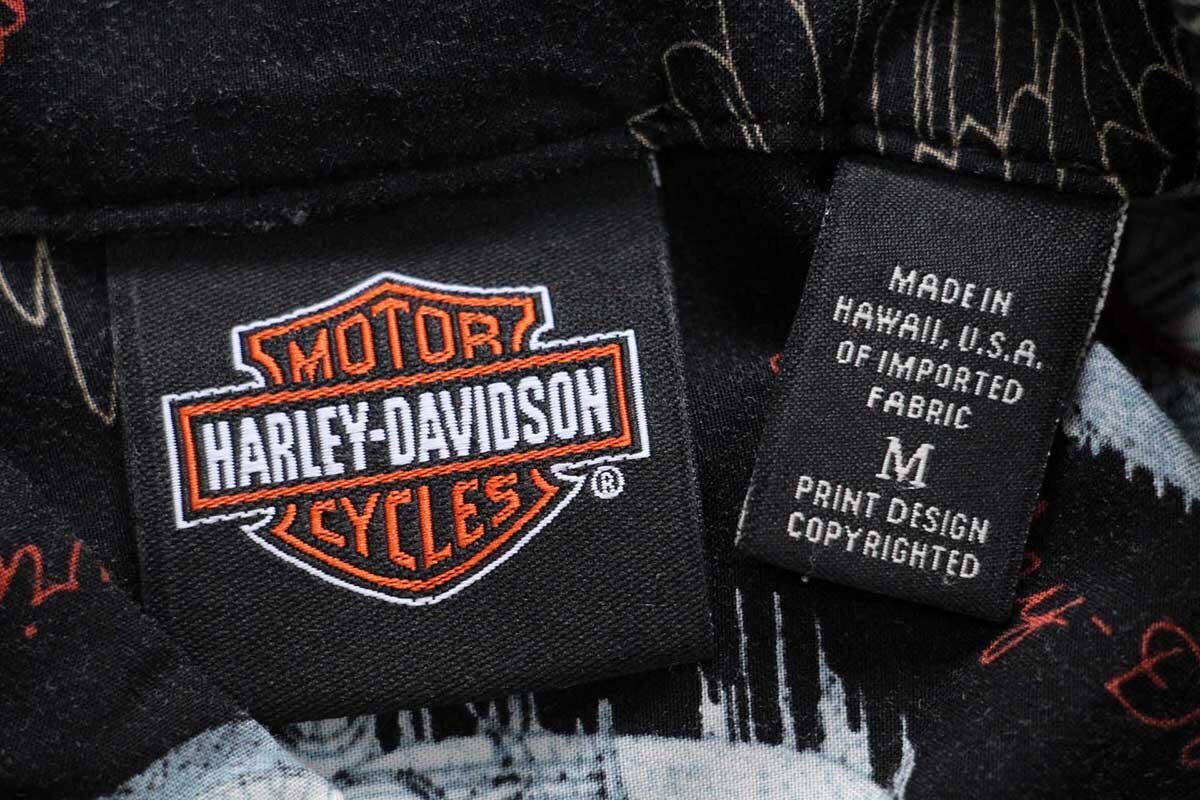 MOTOR
HARLEY-DAVIDSON
CYCLES
®
MADE IN
HAWAII, U.S.A.
OF IMPORTED
FABRIC
M
PRINT DESIGN
COPYRIGHTED